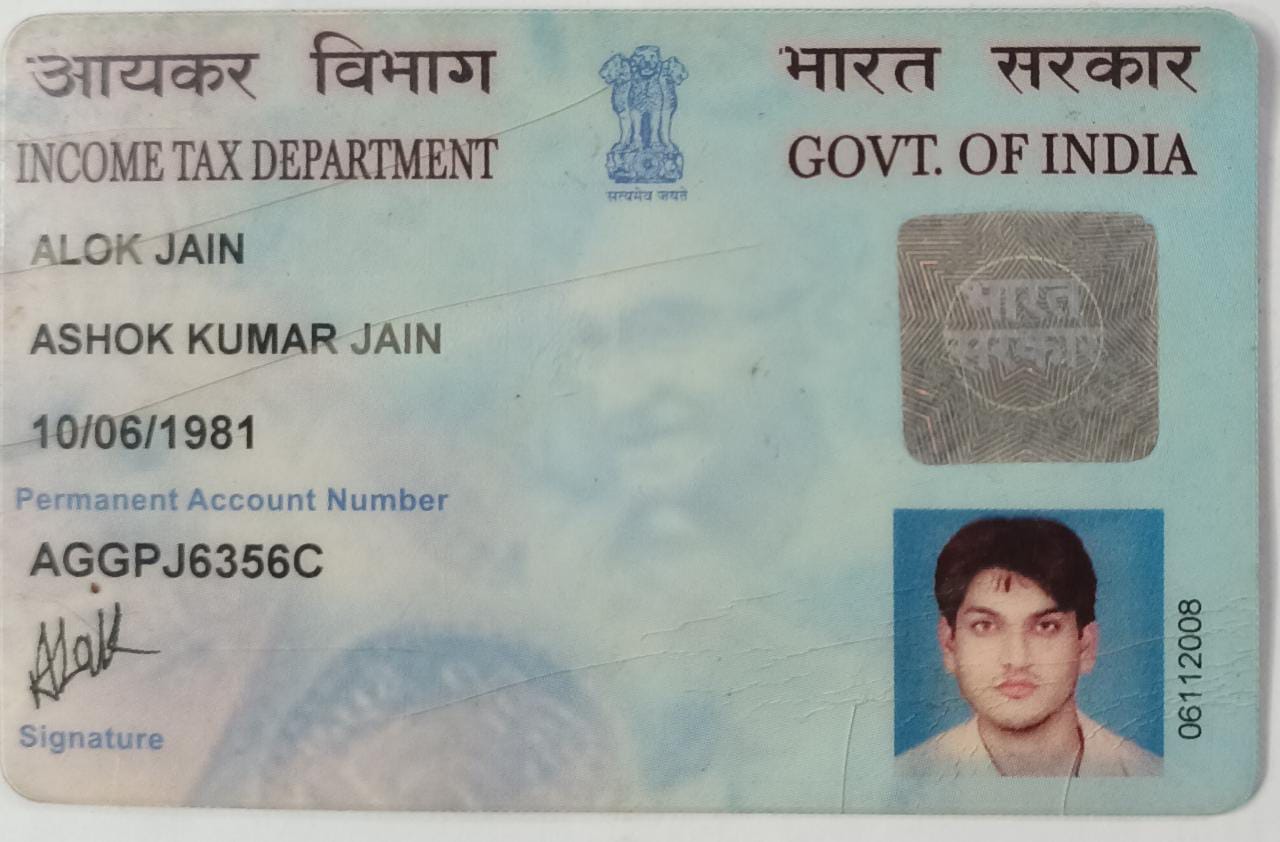 आयकर विभाग
INCOME TAX DEPARTMENT
सत्यमेव जयते
भारत सरकार
GOVT. OF INDIA
ALOK JAIN
ASHOK KUMAR JAIN
10/06/1981
Permanent Account Number
AGGPJ6356C
Alok
Signature
भारत
सरकार
06112008